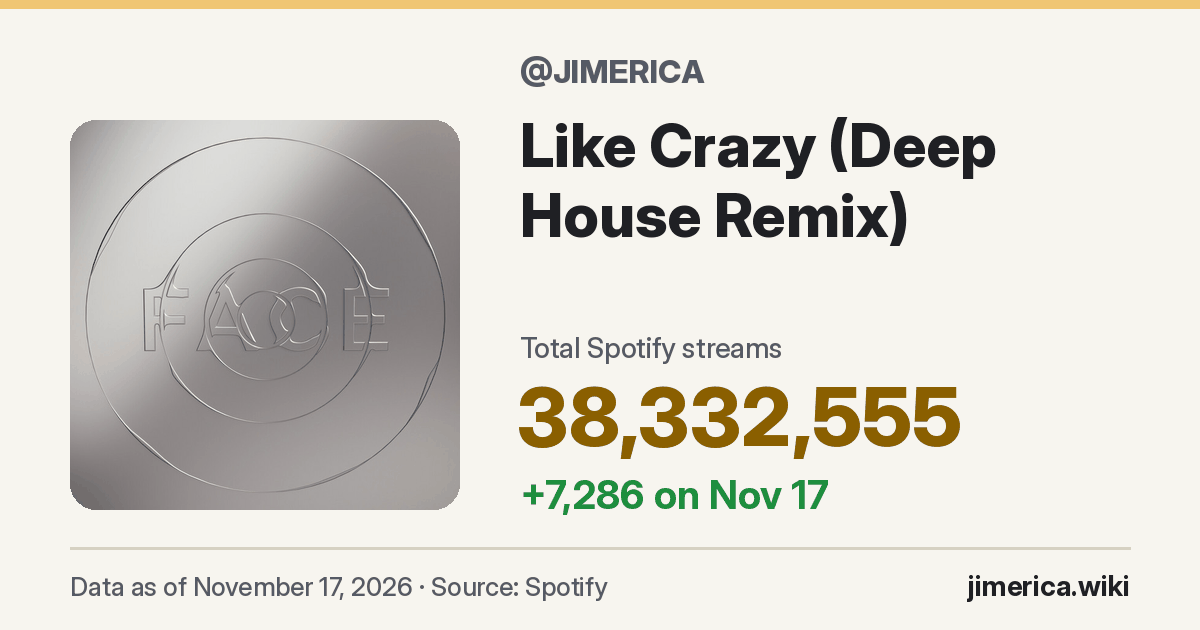 @JIMERICA
Like Crazy (Deep
House Remix)
FACE
Total Spotify streams
38,332,555
+7,286 on Nov 17
Data as of November 17, 2026 · Source: Spotify
jimerica.wiki